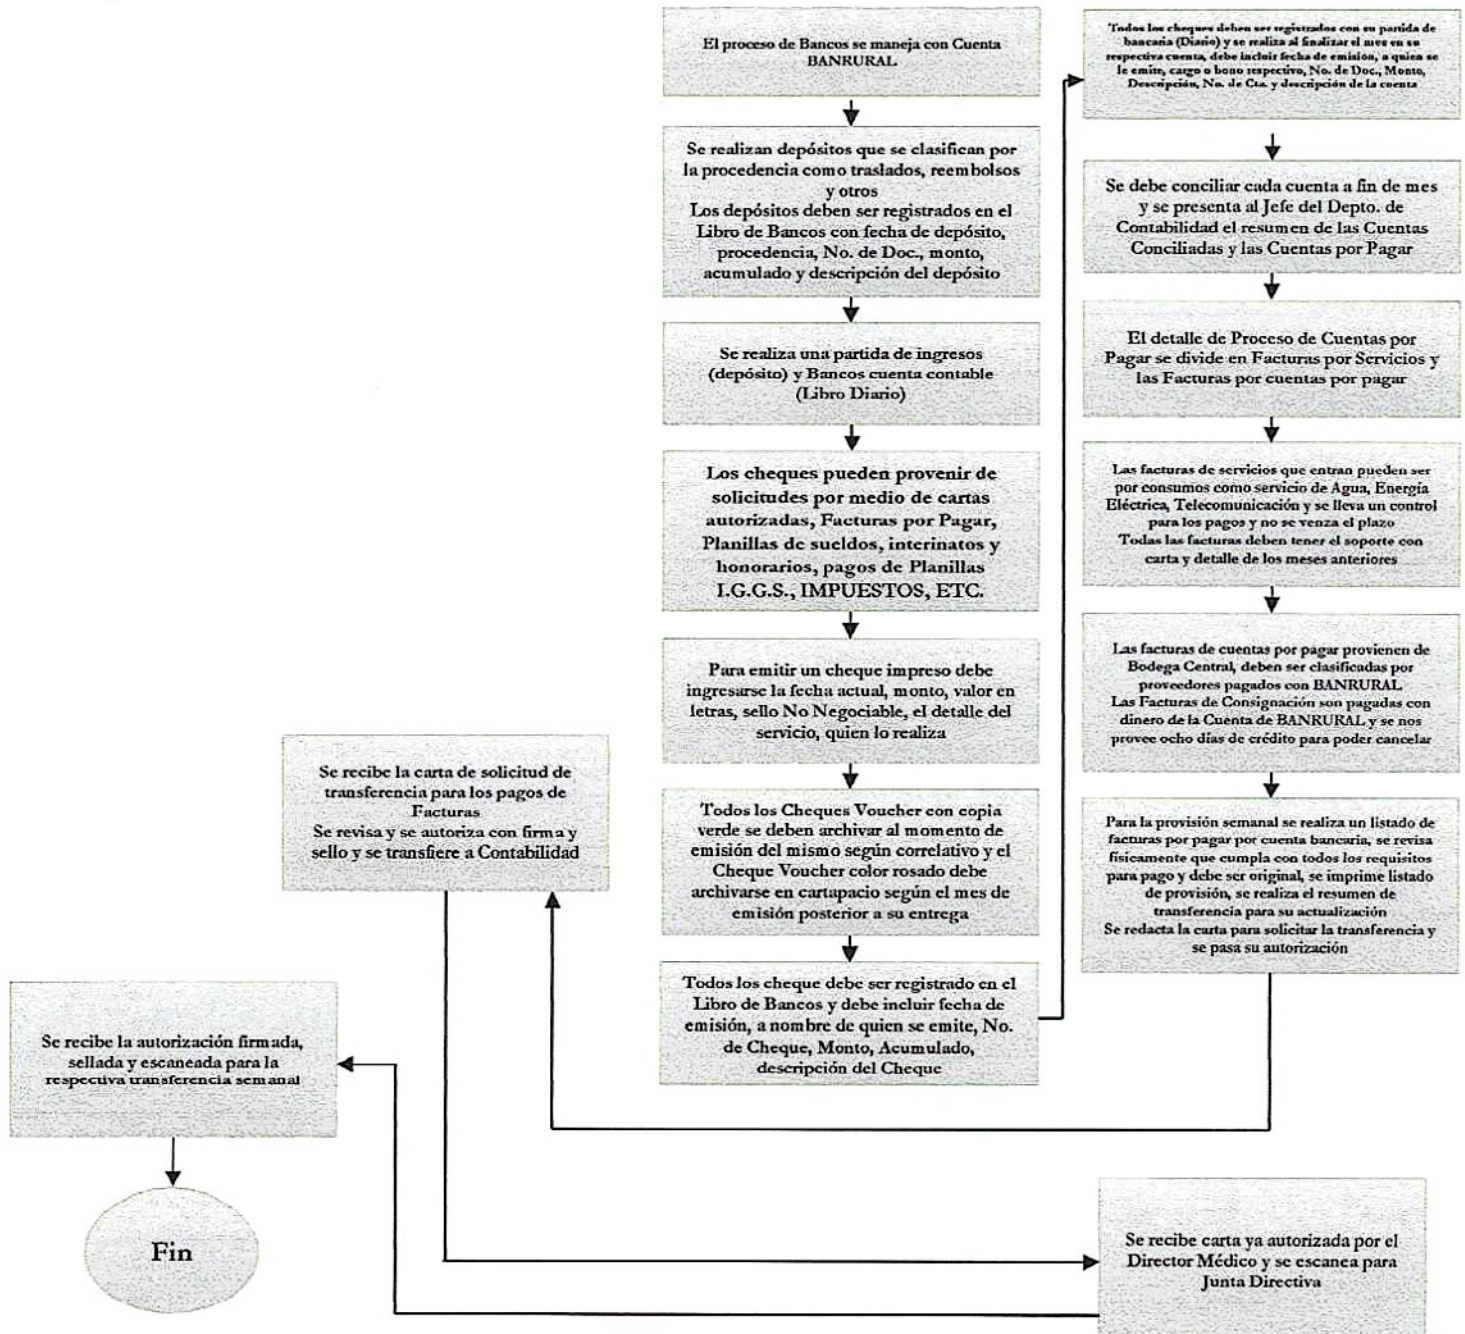 El proceso de Bancos se maneja con Cuenta
BANRURAL
Se realizan depósitos que se clasifican por
la procedencia como traslados, reembolsos
y otros
Los depósitos deben ser registrados en el
Libro de Bancos con fecha de depósito,
procedencia, No. de Doc., monto,
acumulado y descripción del depósito
Se realiza una partida de ingresos
(depósito) y Bancos cuenta contable
(Libro Diario)
Los cheques pueden provenir de
solicitudes por medio de cartas
autorizadas, Facturas por Pagar,
Planillas de sueldos, interinatos y
honorarios, pagos de Planillas
I.G.G.S., IMPUESTOS, ETC.
Para emitir un cheque impreso debe
ingresarse la fecha actual, monto, valor en
letras, sello No Negociable, el detalle del
servicio, quien lo realiza
Todos los Cheques Voucher con copia
verde se deben archivar al momento de
emisión del mismo según correlativo y el
Cheque Voucher color rosado debe
archivarse en cartapacio según el mes de
emisión posterior a su entrega
Todos los cheque debe ser registrado en el
Libro de Bancos y debe incluir fecha de
emisión, a nombre de quien se emite, No.
de Cheque, Monto, Acumulado,
descripción del Cheque
Todos los cheques deben ser registrados con su partida de
bancaria (Diario) y se realiza al finalizar el mes en su
respectiva cuenta, debe incluir fecha de emisión, a quien se
le emite, cargo o bono respectivo, No. de Doc., Monto,
Descripción, No. de Cta. y descripción de la cuenta
Se debe conciliar cada cuenta a fin de mes
y se presenta al Jefe del Depto. de
Contabilidad el resumen de las Cuentas
Conciliadas y las Cuentas por Pagar
El detalle de Proceso de Cuentas por
Pagar se divide en Facturas por Servicios y
las Facturas por cuentas por pagar
Las facturas de servicios que entran pueden ser
por consumos como servicio de Agua, Energía
Eléctrica, Telecomunicación y se lleva un control
para los pagos y no se venza el plazo
Todas las facturas deben tener el soporte con
carta y detalle de los meses anteriores
Las facturas de cuentas por pagar provienen de
Bodega Central, deben ser clasificadas por
proveedores pagados con BANRURAL
Las Facturas de Consignación son pagadas con
dinero de la Cuenta de BANRURAL y se nos
provee ocho días de crédito para poder cancelar
Para la provisión semanal se realiza un listado de
facturas por pagar por cuenta bancaria, se revisa
físicamente que cumpla con todos los requisitos
para pago y debe ser original, se imprime listado
de provisión, se realiza el resumen de
transferencia para su actualización
Se redacta la carta para solicitar la transferencia y
se pasa su autorización
Se recibe la carta de solicitud de
transferencia para los pagos de
Facturas
Se revisa y se autoriza con firma y
sello y se transfiere a Contabilidad
Se recibe carta ya autorizada por el
Director Médico y se escanea para
Junta Directiva
Se recibe la autorización firmada,
sellada y escaneada para la
respectiva transferencia semanal
Fin